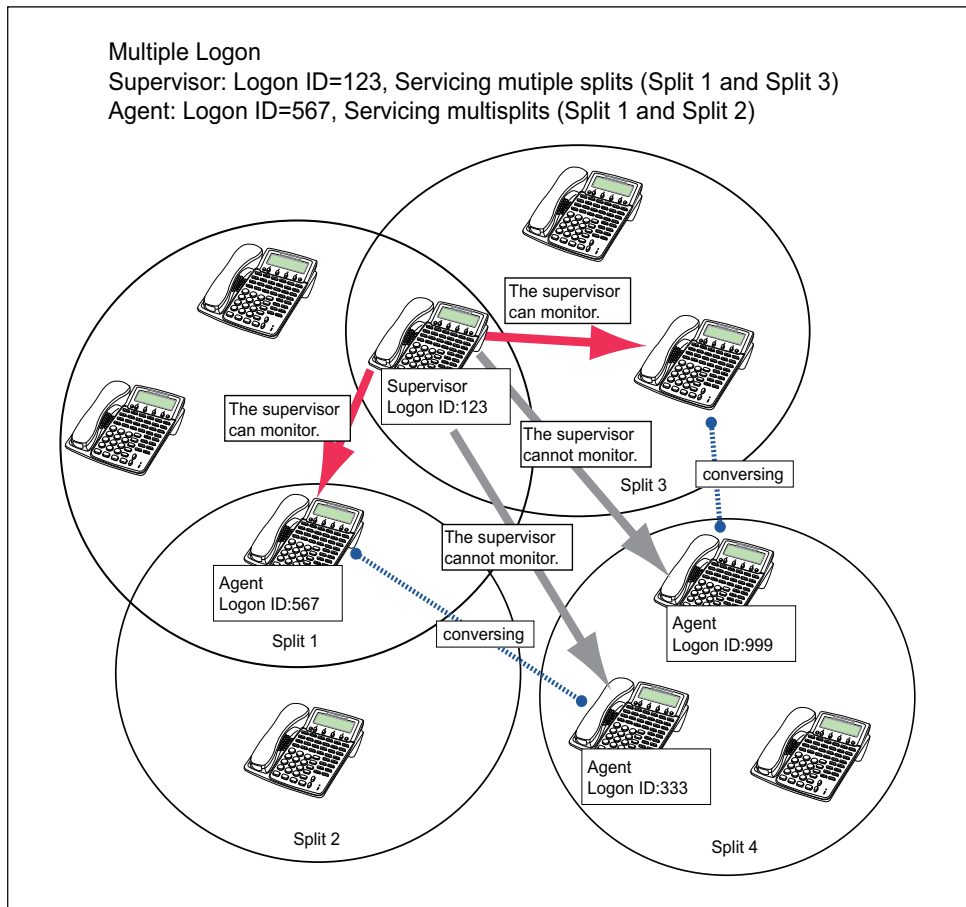 Multiple Logon
Supervisor: Logon ID=123, Servicing mutiple splits (Split 1 and Split 3)
Agent: Logon ID=567, Servicing multisplits (Split 1 and Split 2)
The supervisor
can monitor.
Supervisor
Logon ID:123
The supervisor
can monitor.
The supervisor
cannot monitor.
conversing
Split 3
The supervisor
cannot monitor.
Agent
Logon ID:567
Split 1
conversing
Agent
Logon ID:999
Agent
Logon ID:333
Split 2
Split 4